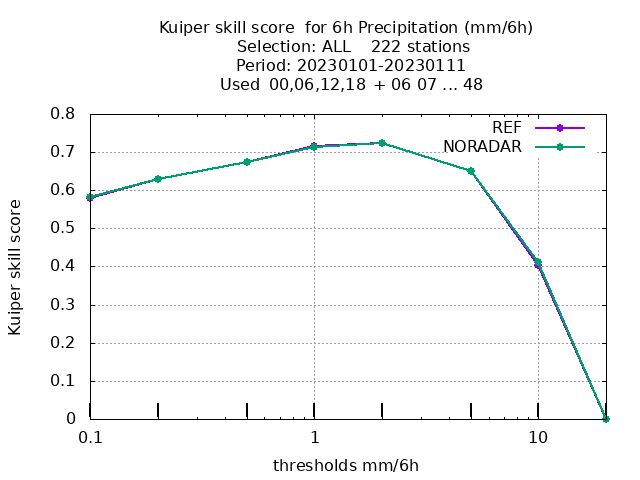 Kuiper skill score  for 6h Precipitation (mm/6h)
Selection: ALL    222 stations
Period: 20230101-20230111
Used  00,06,12,18 + 06 07 ... 48
REF
NORADAR
Kuiper skill score
0.8
0.7
0.6
0.5
0.4
0.3
0.2
0.1
0
0.1
1
10
thresholds mm/6h